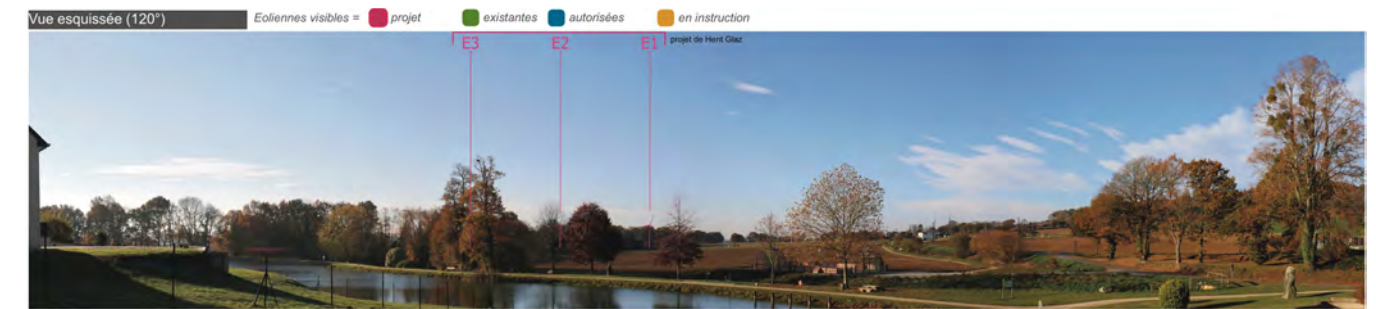 Vue esquissée (120°)
Eoliennes visibles = projet existantes autorisées en instruction
E3 E2 E1 projet de Hent Glaz